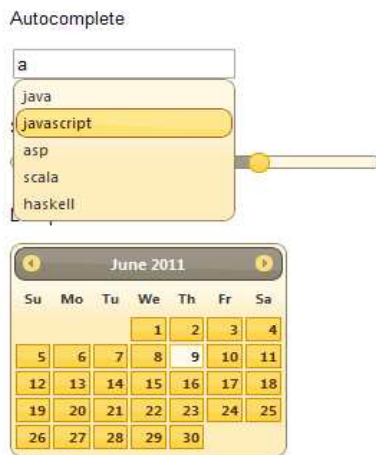 Autocomplete
a
java
javascript
asp
scala
haskell
June 2011
Su Mo Tu We Th Fr Sa
1 2 3 4
5 6 7 8 9 10 11
12 13 14 15 16 17 18
19 20 21 22 23 24 25
26 27 28 29 30